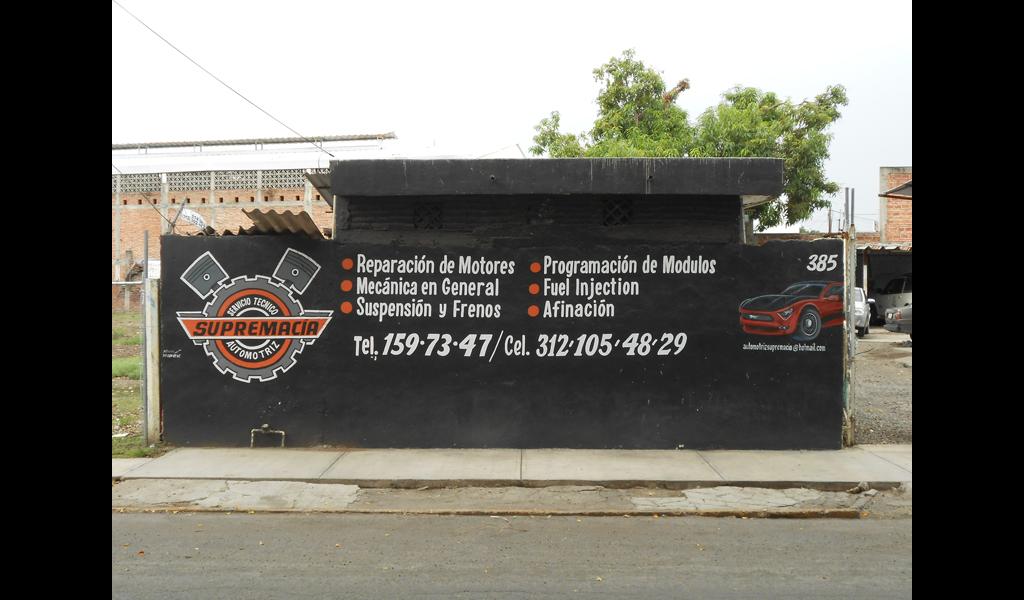 SERVICIO TECNICO
SUPREMACIA
AUTOMOTRIZ
Reparación de Motores
Mecánica en General
Suspensión y Frenos
Programación de Modulos
Fuel Injection
Afinación
Tel. 159·73·47 / Cel. 312·105·48·29
385
automotrizsupremacia@hotmail.com